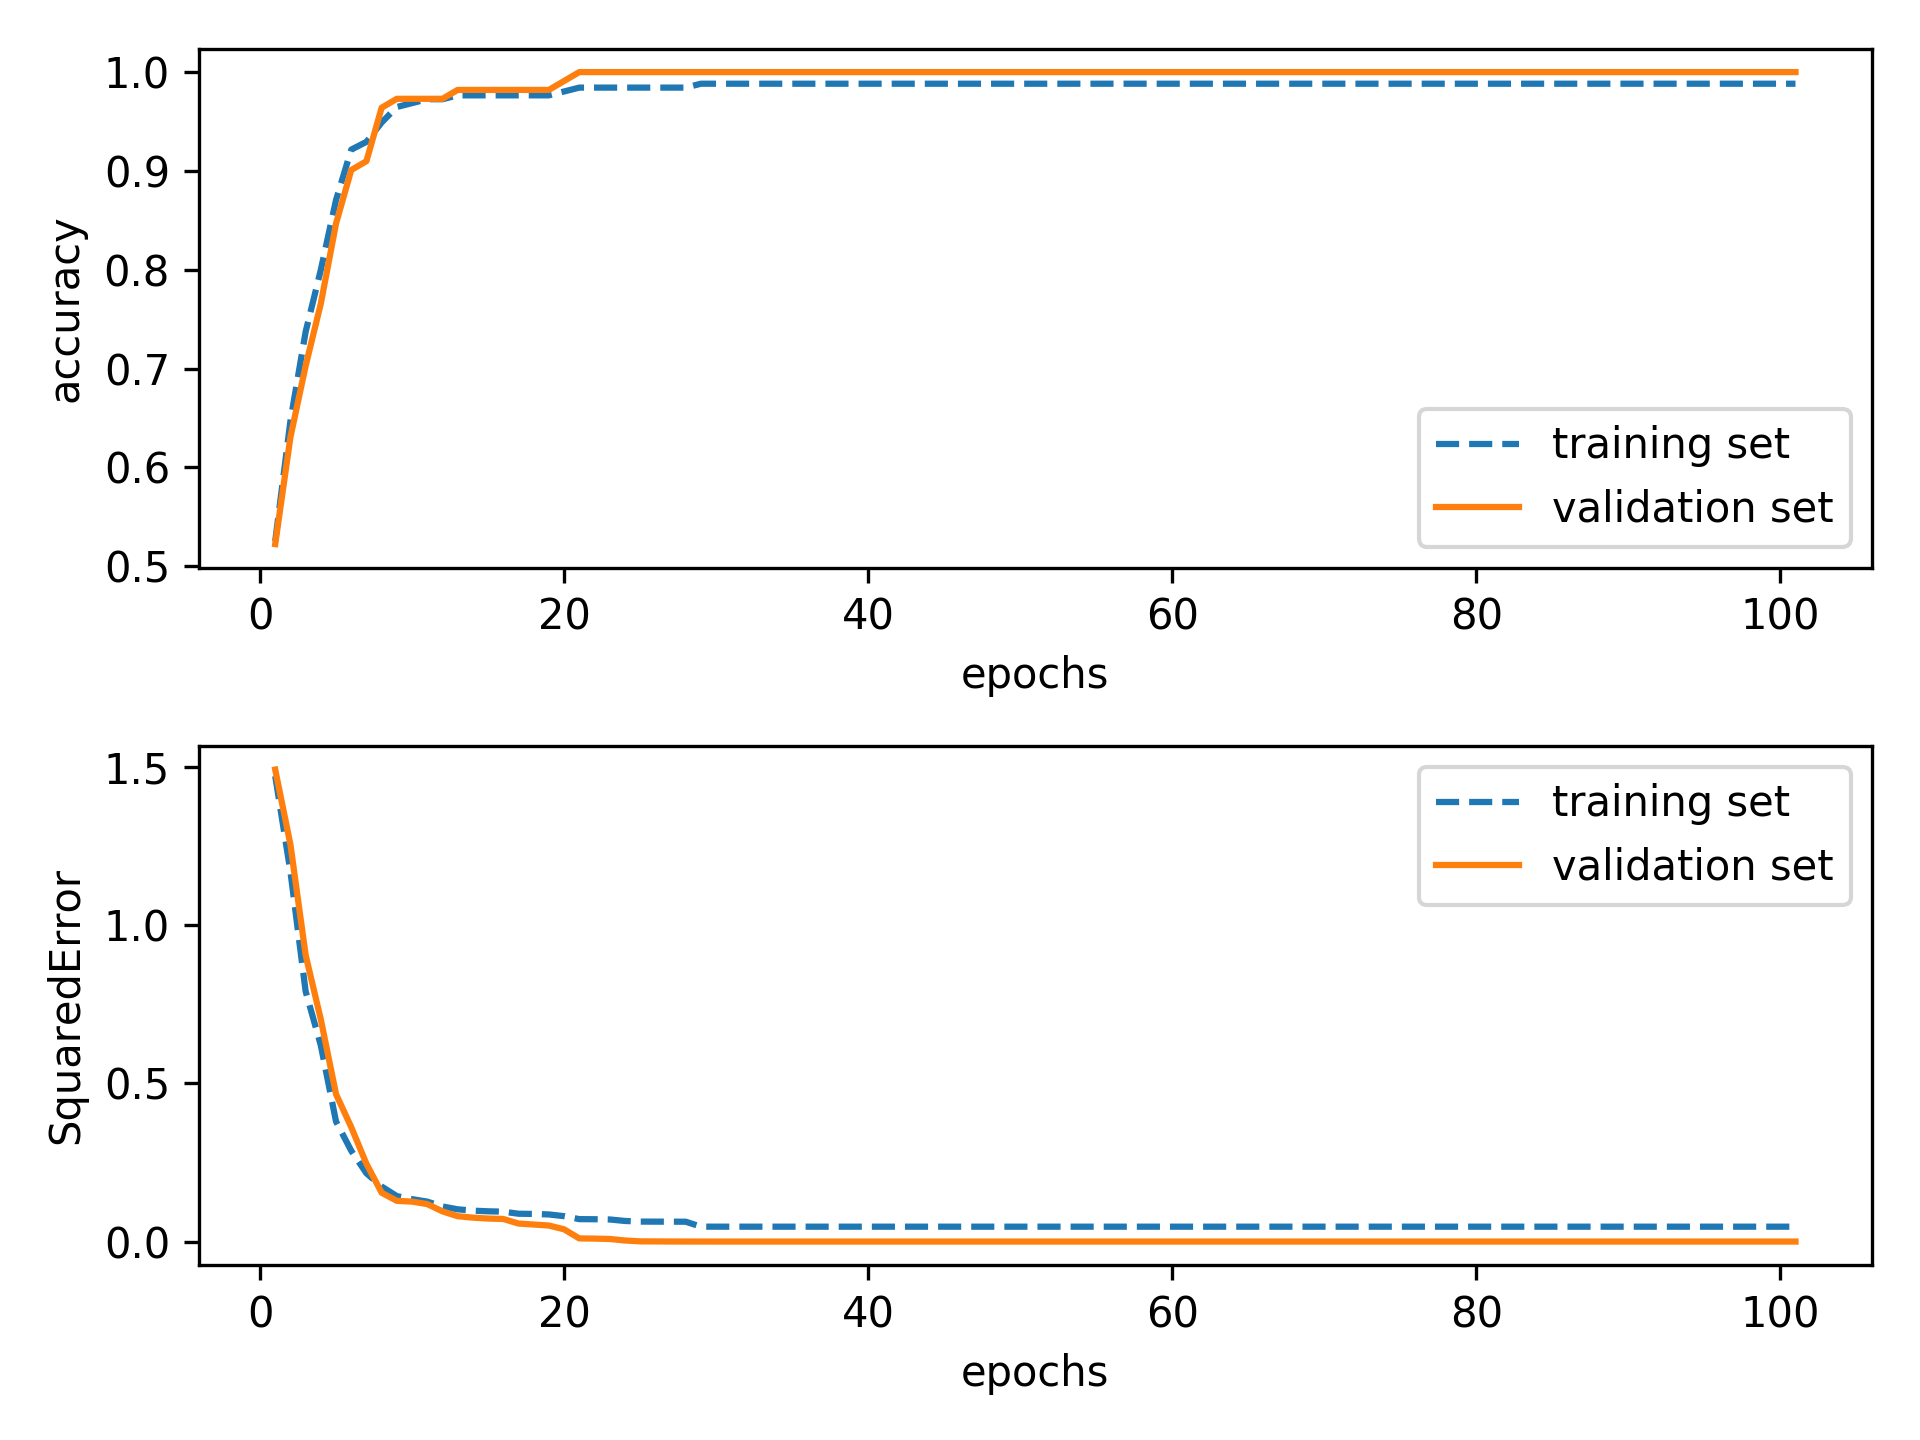 1.0
0.9
0.8
0.7
0.6
0.5
accuracy
training set
validation set
0 20 40 60 80 100
epochs
1.5
1.0
0.5
0.0
SquaredError
training set
validation set
0 20 40 60 80 100
epochs